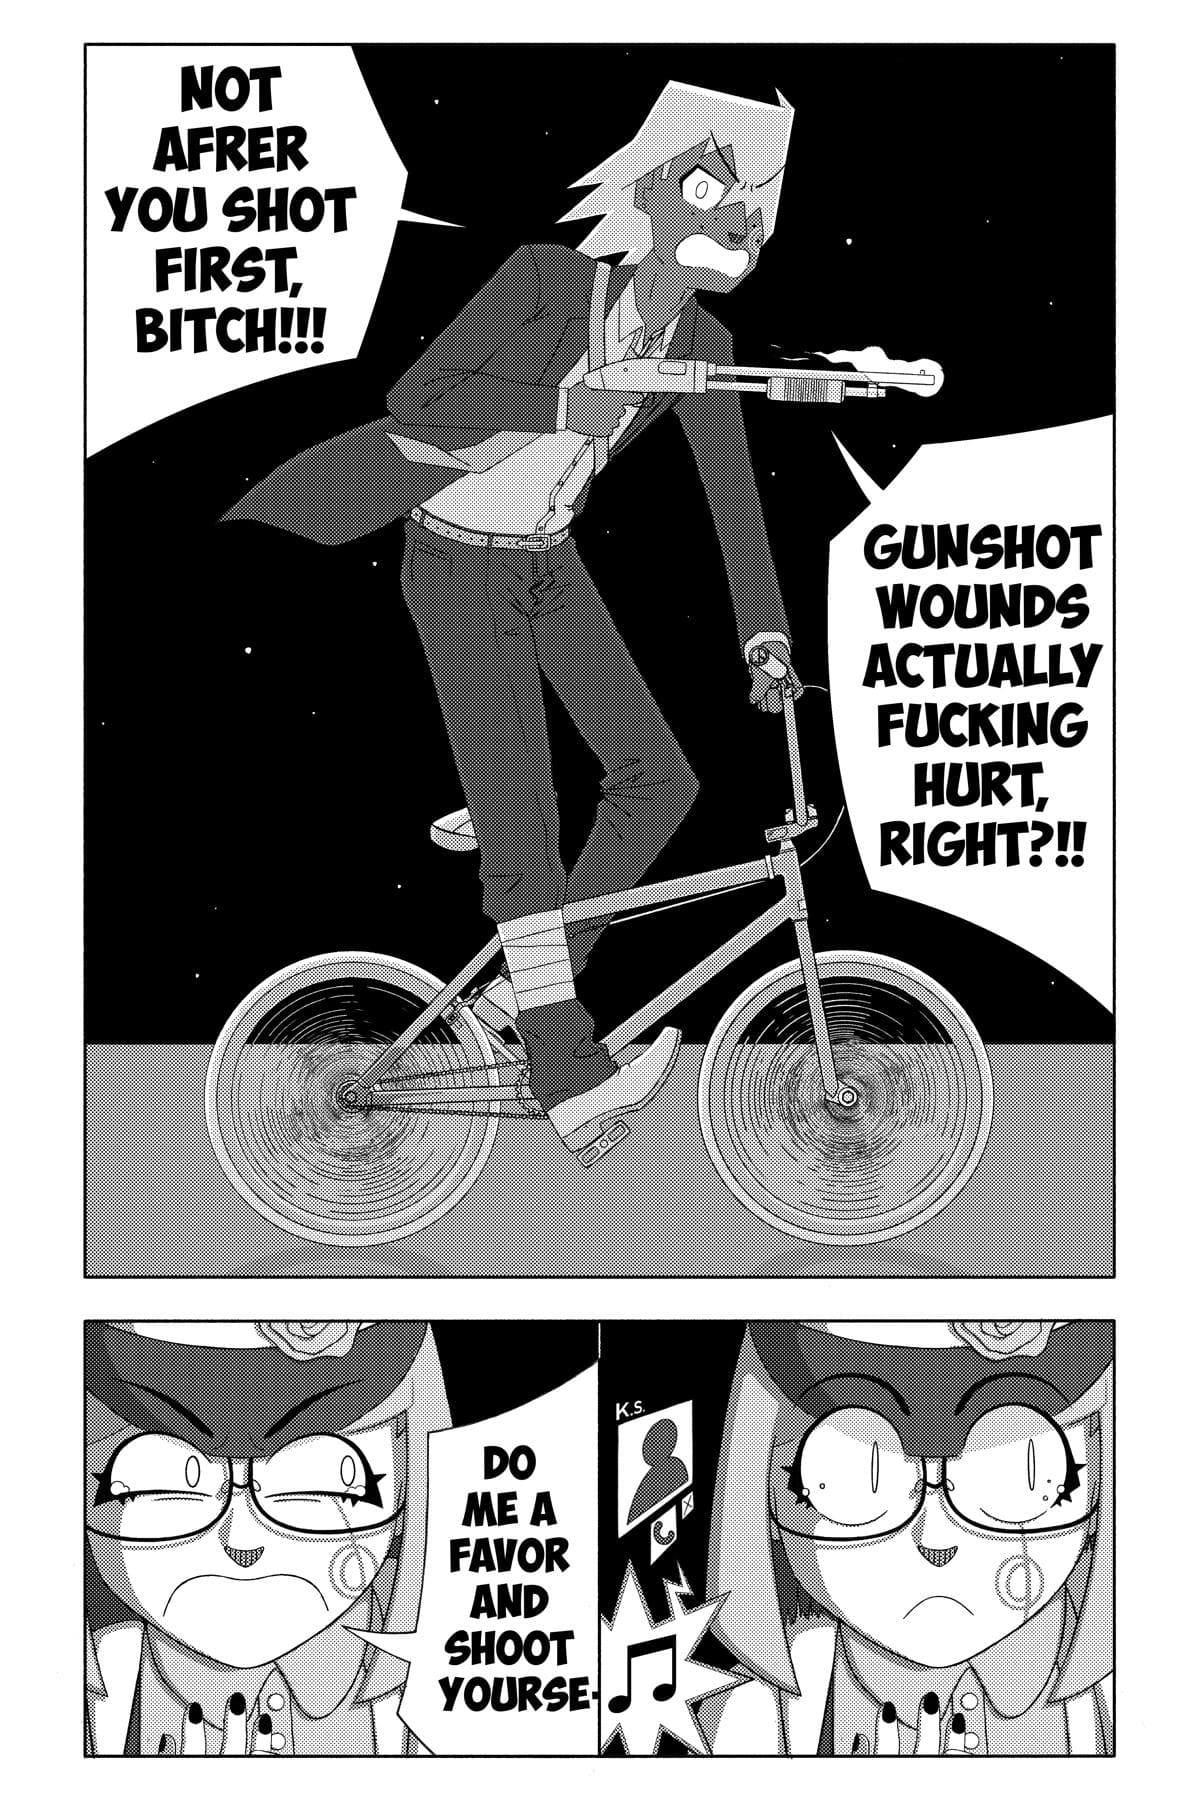 NOT
AFRER
YOU SHOT
FIRST,
BITCH!!!
GUNSHOT
WOUNDS
ACTUALLY
FUCKING
HURT,
RIGHT?!!
DO
ME A
FAVOR
AND
SHOOT
YOURSE-
K.S.